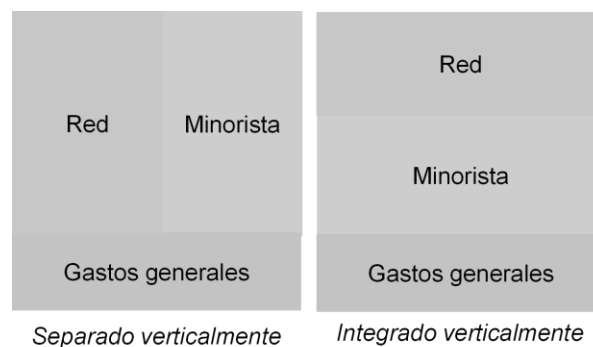 Red
Minorista
Gastos generales
Separado verticalmente
Red
Minorista
Gastos generales
Integrado verticalmente